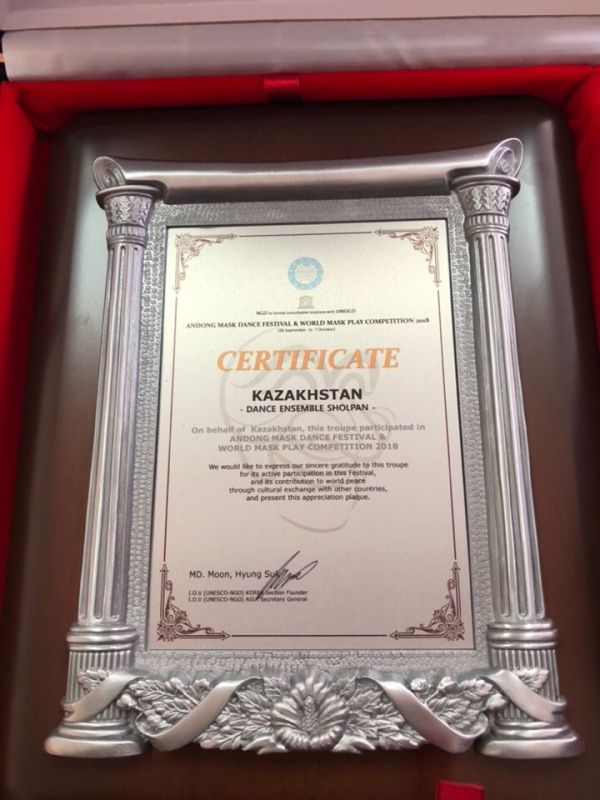 NGO in formal consultative relations with UNESCO
ANDONG MASK DANCE FESTIVAL & WORLD MASK PLAY COMPETITION 2018
(28 September to 7 October)
CERTIFICATE
KAZAKHSTAN
- DANCE ENSEMBLE SHOLPAN -
On behalf of Kazakhstan, this troupe participated in
ANDONG MASK DANCE FESTIVAL &
WORLD MASK PLAY COMPETITION 2018
We would like to express our sincere gratitude to this troupe
for its active participation in this Festival,
and its contribution to world peace
through cultural exchange with other countries,
and present this appreciation plaque.
MD. Moon, Hyung Suk
I.O.V (UNESCO-NGO) KOREA Section Founder
I.O.V (UNESCO-NGO) ASIA Secretary General